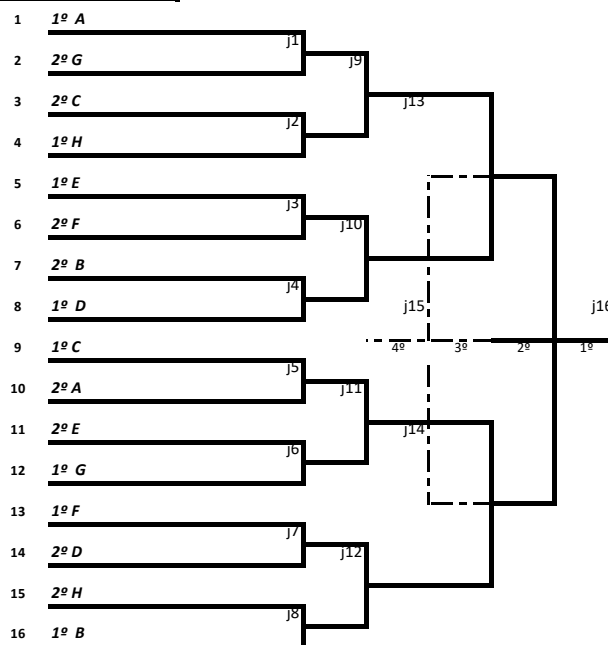 1 1º A
j1
2 2º G
j9
3 2º C
j13
j2
4 1º H
5 1º E
j3
6 2º F
j10
7 2º B
j4
8 1º D
j15
j16
9 1º C
4º 3º 2º 1º
j5
10 2º A
j11
11 2º E
j14
j6
12 1º G
13 1º F
j7
14 2º D
j12
15 2º H
j8
16 1º B